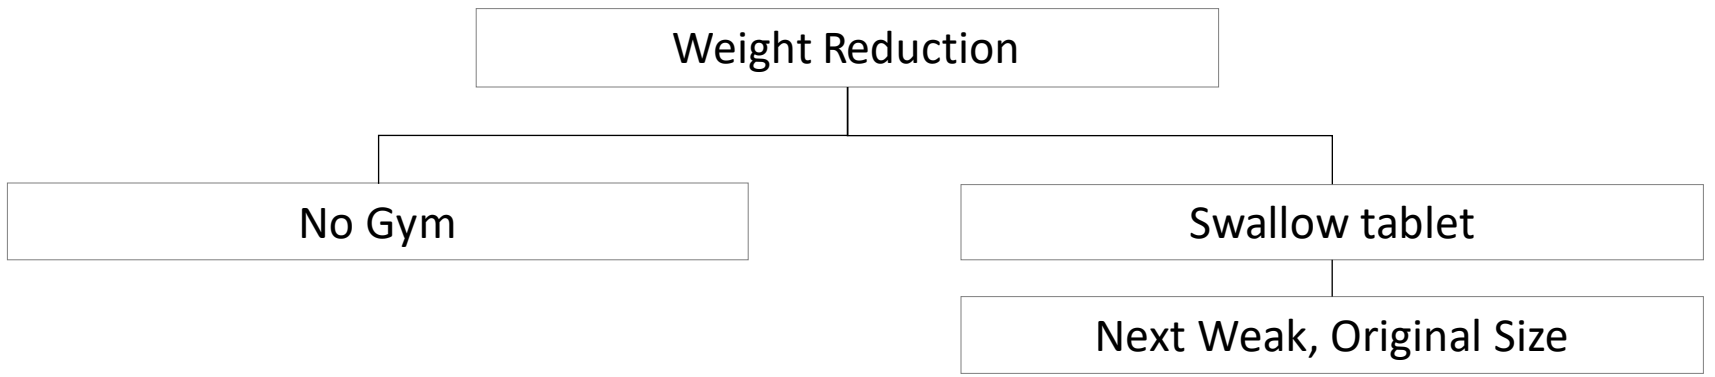 Weight Reduction
No Gym
Swallow tablet
Next Weak, Original Size